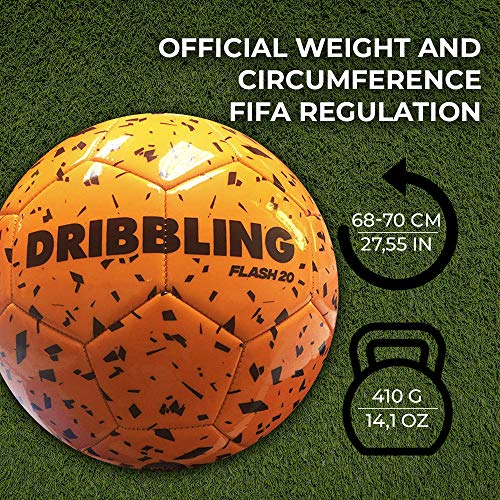 OFFICIAL WEIGHT AND
CIRCUMFERENCE
FIFA REGULATION
DRIBBLING
FLASH 20
68-70 CM
27,55 IN
410 G
14,1 OZ